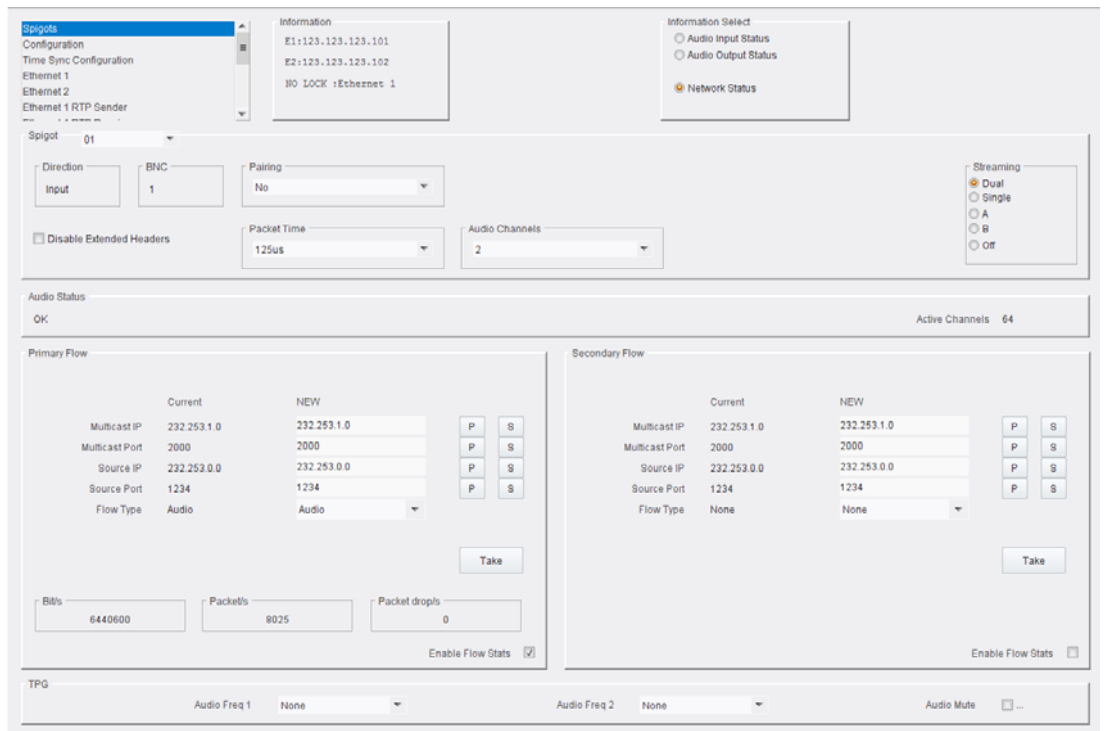 Spigots
Configuration
Time Sync Configuration
Ethernet 1
Ethernet 2
Ethernet 1 RTP Sender
Information
E1:123.123.123.101
E2:123.123.123.102
NO LOCK :Ethernet 1
Information Select
Audio Input Status
Audio Output Status
Network Status
Spigot 01
Direction
Input
BNC
1
Pairing
No
Streaming
Dual
Single
A
B
Off
Disable Extended Headers
Packet Time
125us
Audio Channels
2
Audio Status
OK
Active Channels 64
Primary Flow
Current NEW
Multicast IP 232.253.1.0 232.253.1.0 P S
Multicast Port 2000 2000 P S
Source IP 232.253.0.0 232.253.0.0 P S
Source Port 1234 1234 P S
Flow Type Audio Audio
Take
Bit/s
6440600
Packet/s
8025
Packet drop/s
0
Enable Flow Stats
Secondary Flow
Current NEW
Multicast IP 232.253.1.0 232.253.1.0 P S
Multicast Port 2000 2000 P S
Source IP 232.253.0.0 232.253.0.0 P S
Source Port 1234 1234 P S
Flow Type None None
Take
Enable Flow Stats
TPG
Audio Freq 1 None
Audio Freq 2 None
Audio Mute ...